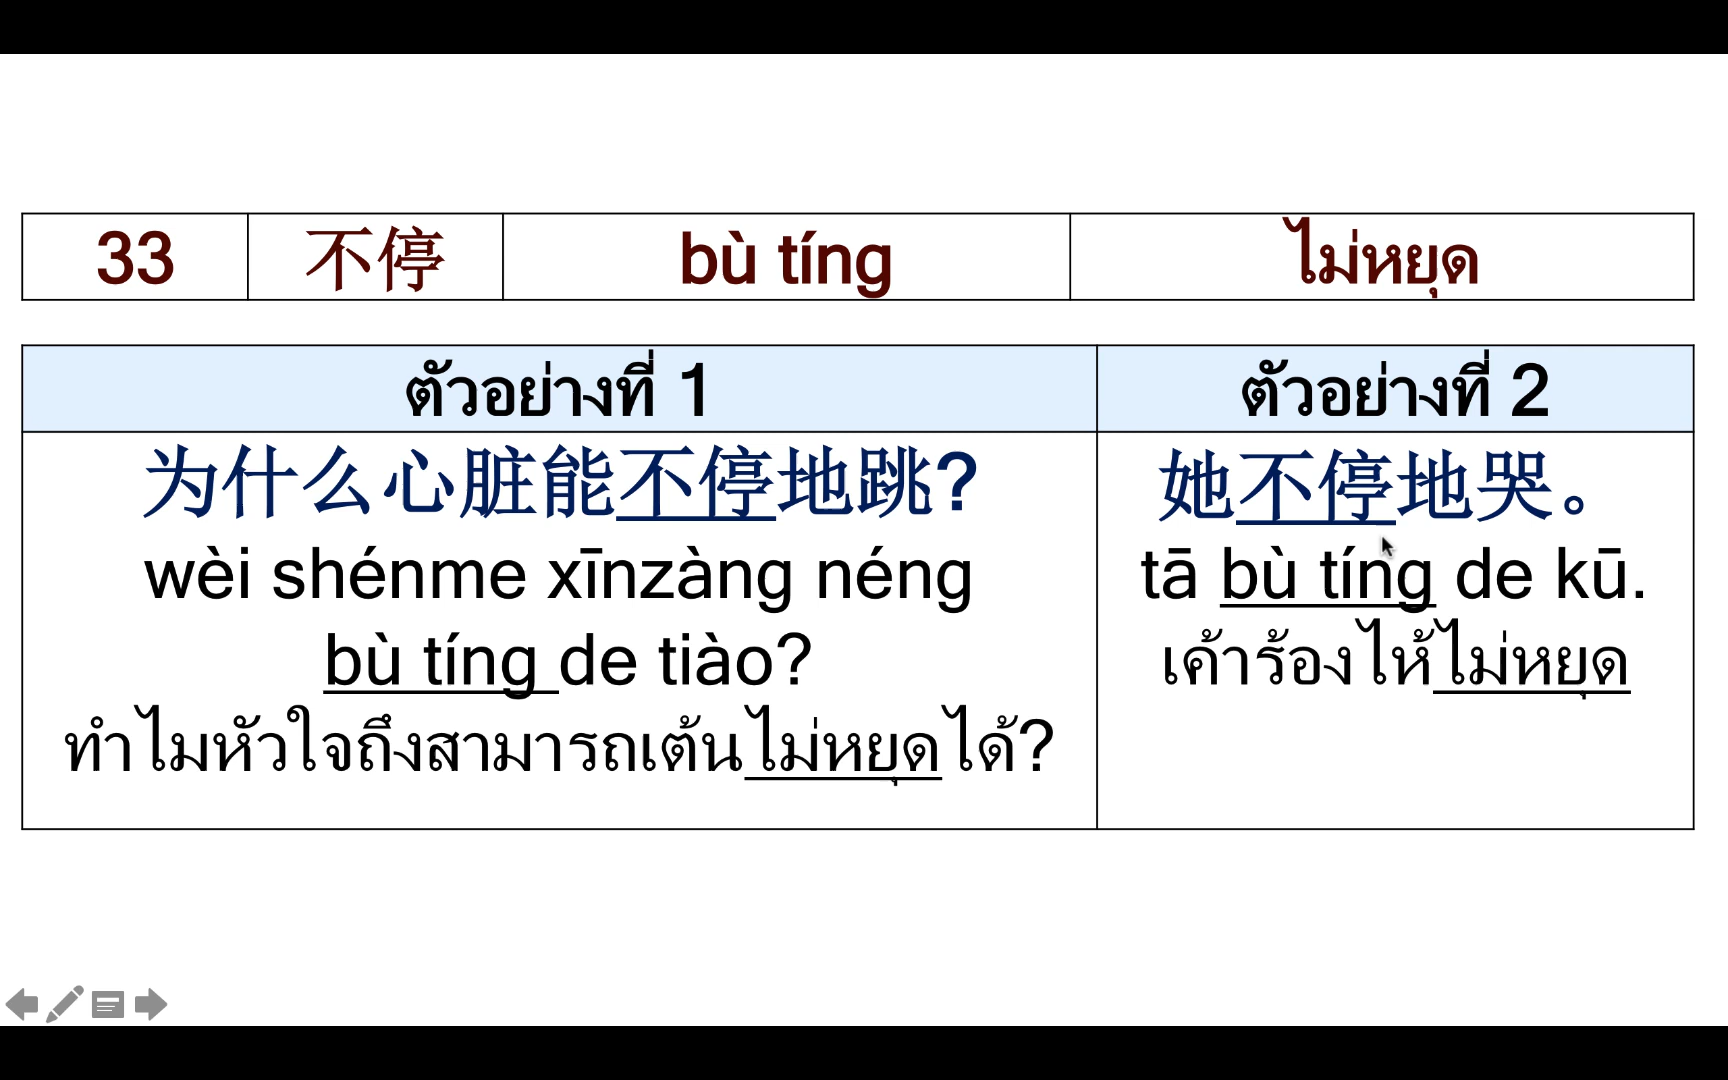 33 不停 bù tíng ไม่หยุด
ตัวอย่างที่ 1
为什么心脏能不停地跳?
wèi shénme xīnzàng néng
bù tíng de tiào?
ทำไมหัวใจถึงสามารถเต้นไม่หยุดได้?
ตัวอย่างที่ 2
她不停地哭。
tā bù tíng de kū.
เค้าร้องไห้ไม่หยุด